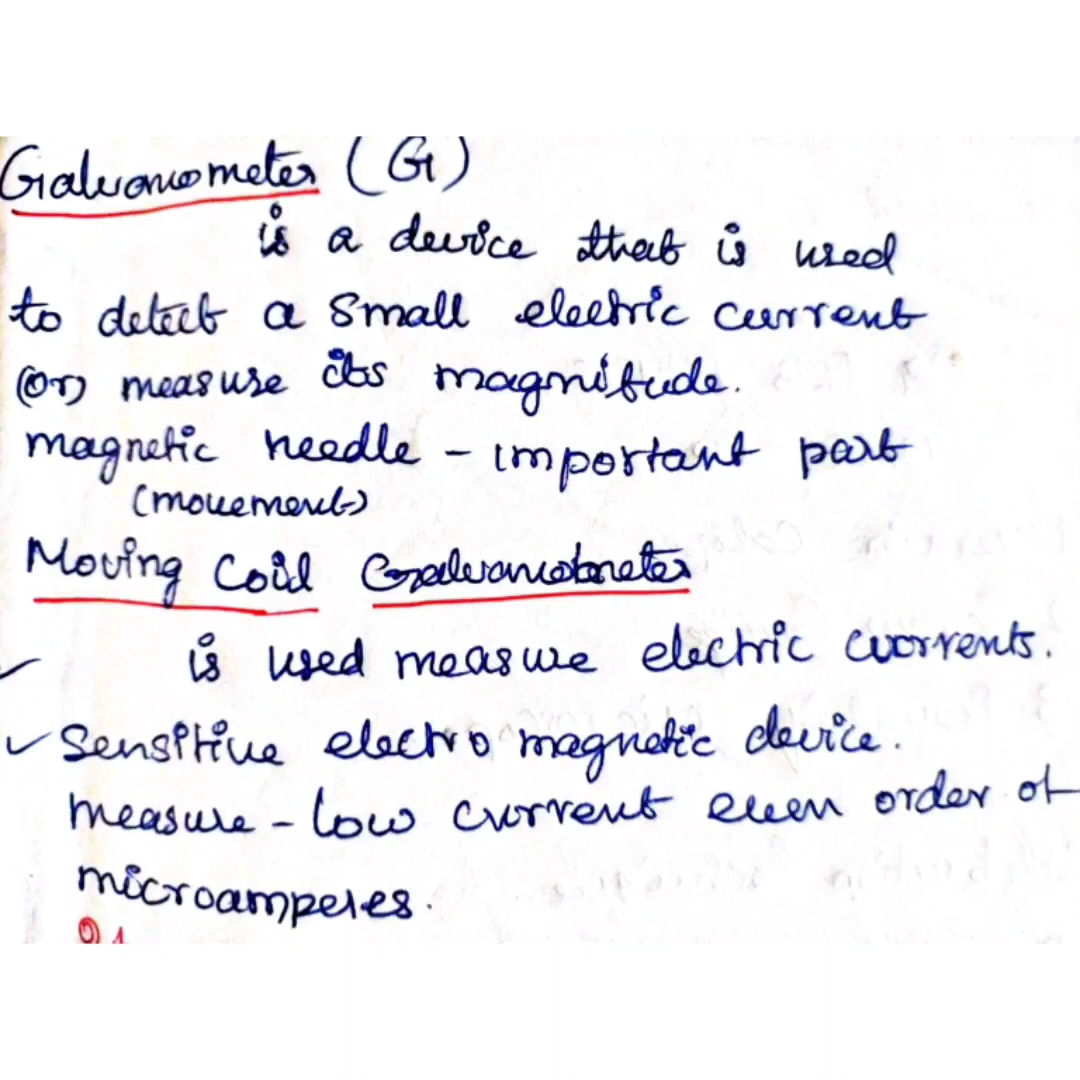 Galvanometer (G)
is a device that is used
to detect a small electric current
(or) measure its magnitude.
magnetic needle - important part
(movement)
Moving Coil Galvanometer
is used measure electric currents.
✓ Sensitive electro magnetic device.
measure - low current even order of
microamperes.